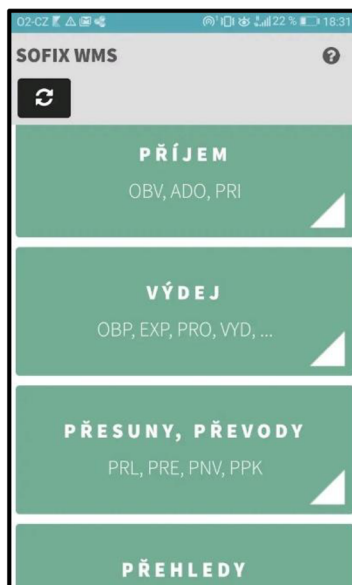 O2-CZ 22 % 18:31
SOFIX WMS
PŘÍJEM
OBV, ADO, PRI
VÝDEJ
OBP, EXP, PRO, VYD, ...
PŘESUNY, PŘEVODY
PRL, PRE, PNV, PPK
PŘEHLEDY